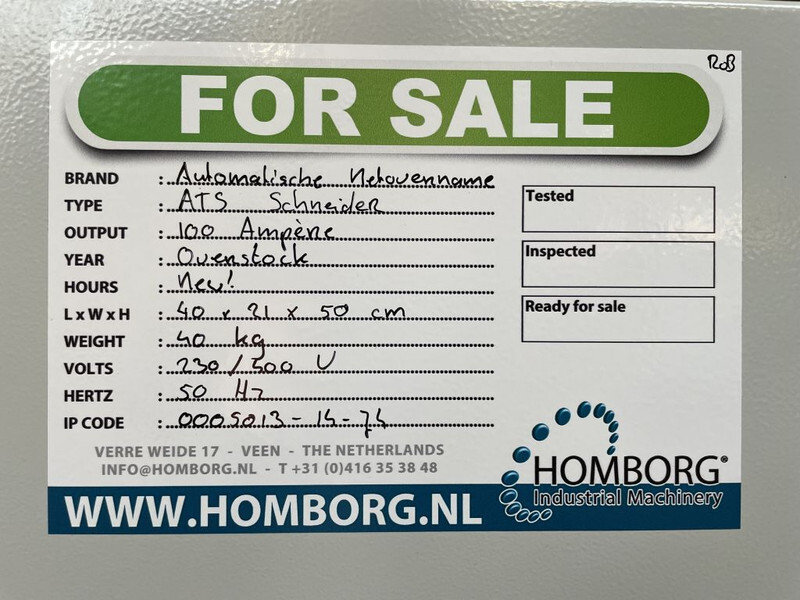 RoB
FOR SALE
BRAND : Automatische Netovername
TYPE : ATS Schneider
OUTPUT : 100 Ampère
YEAR : Overstock
HOURS : New!
L x W x H : 40 x 21 x 50 cm
WEIGHT : 40 kg
VOLTS : 230/500 V
HERTZ : 50 Hz
IP CODE : 0005013-14-74
Tested
Inspected
Ready for sale
VERRE WEIDE 17 - VEEN - THE NETHERLANDS
INFO@HOMBORG.NL - T +31 (0)416 35 38 48
WWW.HOMBORG.NL
HOMBORG®
Industrial Machinery